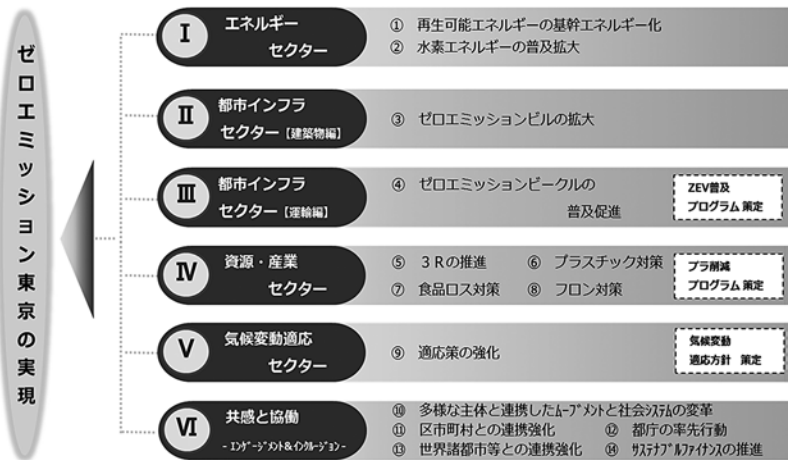 ゼロエミッション東京の実現
Ⅰ
エネルギー
セクター
① 再生可能エネルギーの基幹エネルギー化
② 水素エネルギーの普及拡大
Ⅱ
都市インフラ
セクター【建築物編】
③ ゼロエミッションビルの拡大
Ⅲ
都市インフラ
セクター【運輸編】
④ ゼロエミッションビークルの
普及促進
ZEV普及
プログラム 策定
Ⅳ
資源・産業
セクター
⑤ 3Rの推進 ⑥ プラスチック対策
⑦ 食品ロス対策 ⑧ フロン対策
プラ削減
プログラム 策定
Ⅴ
気候変動適応
セクター
⑨ 適応策の強化
気候変動
適応方針 策定
Ⅵ
共感と協働
- エンゲージメント&インクルージョン -
⑩ 多様な主体と連携したムーブメントと社会システムの変革
⑪ 区市町村との連携強化 ⑫ 都庁の率先行動
⑬ 世界諸都市等との連携強化 ⑭ サステナブルファイナンスの推進